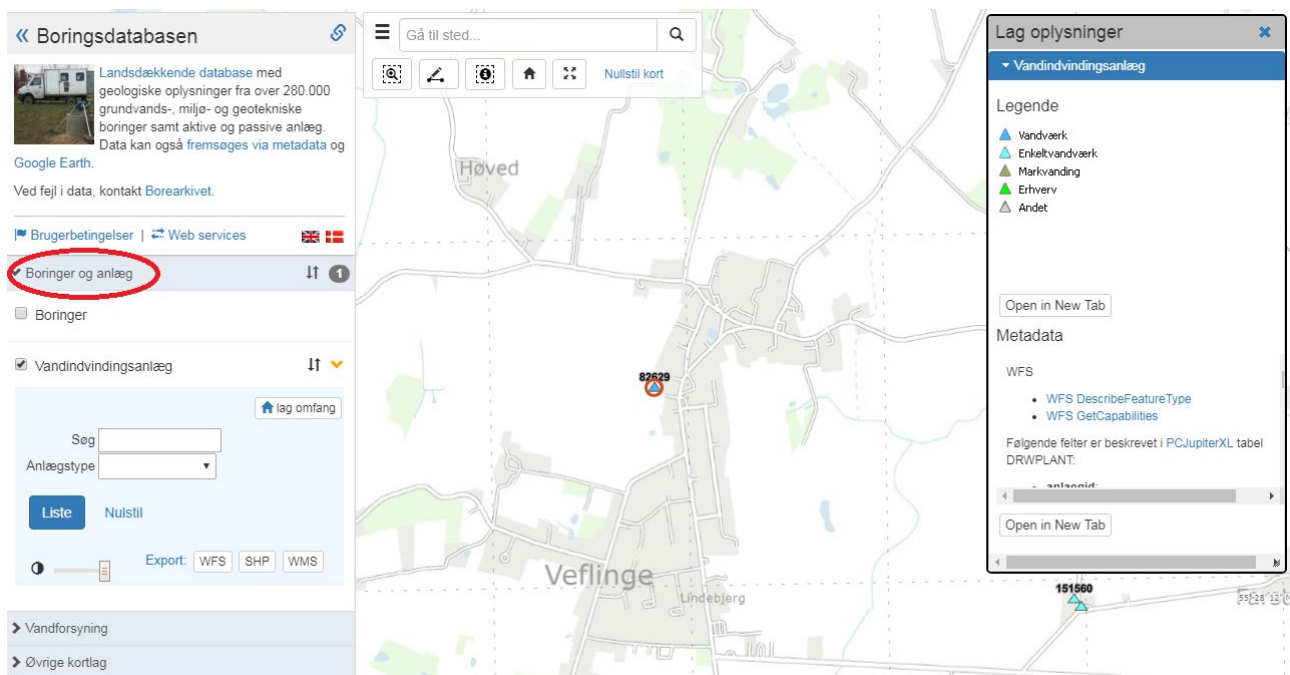 Boringsdatabasen
Landsdækkende database med
geologiske oplysninger fra over 280.000
grundvands-, miljø- og geotekniske
boringer samt aktive og passive anlæg.
Data kan også fremsøges via metadata og
Google Earth.
Ved fejl i data, kontakt Borearkivet.
Brugerbetingelser | Web services
Boringer og anlæg 1
Boringer
Vandindvindingsanlæg
lag omfang
Søg
Anlægstype
Liste Nulstil
Export: WFS SHP WMS
Vandforsyning
Øvrige kortlag
Gå til sted...
Nullstil kort
Høved
82629
Veflinge
Lindebjerg
151560
Lag oplysninger
Vandindvindingsanlæg
Legende
Vandværk
Enkeltvandværk
Markvanding
Erhverv
Andet
Open in New Tab
Metadata
WFS
WFS DescribeFeatureType
WFS GetCapabilities
Følgende felter er beskrevet i PCJupiterXL tabel
DRWPLANT:
anlaegid:
Open in New Tab